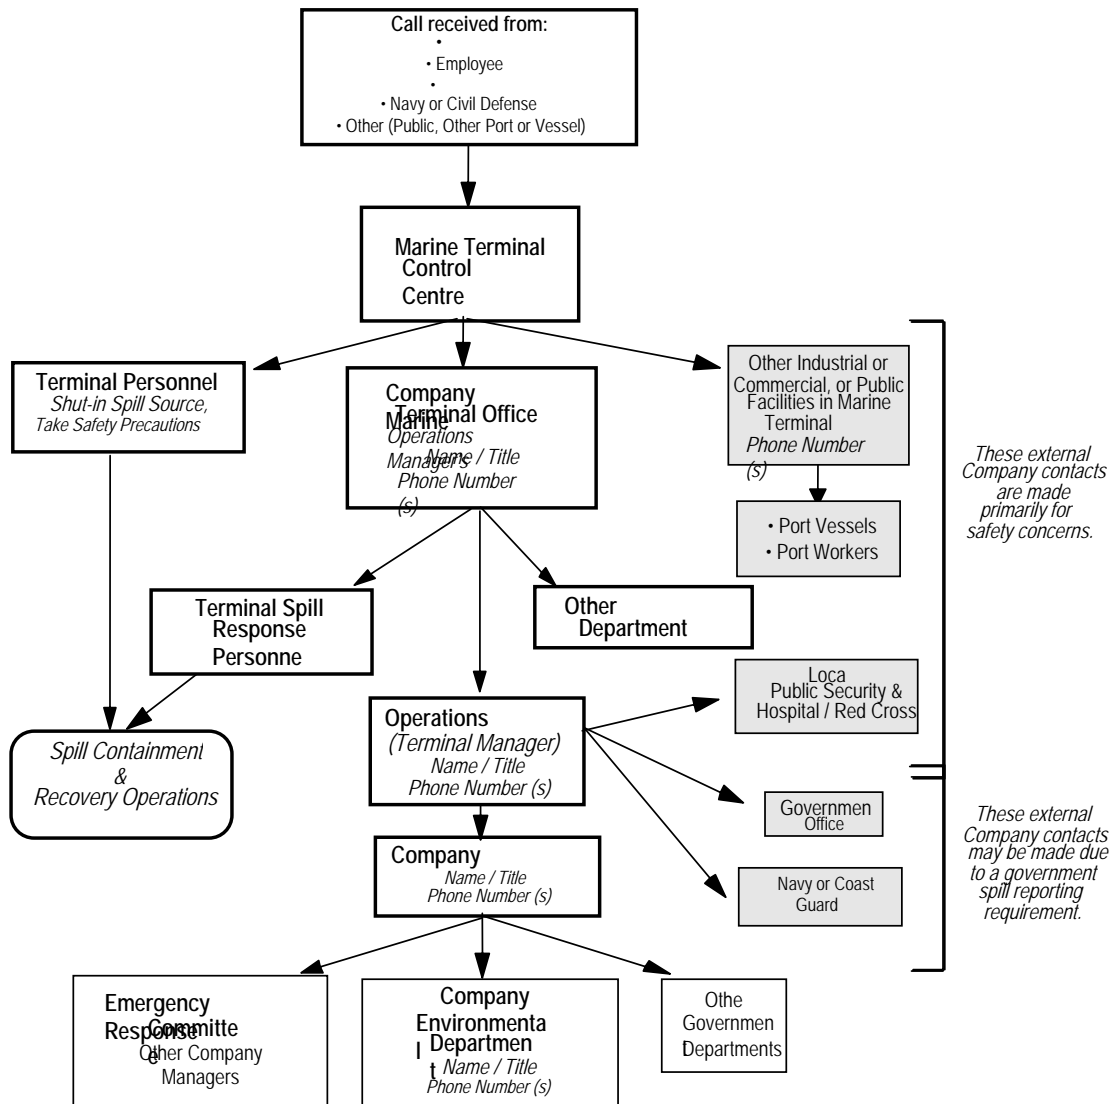 Call received from:
•
• Employee
•
• Navy or Civil Defense
• Other (Public, Other Port or Vessel)
Marine Terminal
Control
Centre
Terminal Personnel
Shut-in Spill Source,
Take Safety Precautions
Company
Marine
Terminal Office
Operations
Manager's
Name / Title
Phone Number
(s)
Other Industrial or
Commercial, or Public
Facilities in Marine
Terminal
Phone Number
(s)
• Port Vessels
• Port Workers
These external
Company contacts
are made
primarily for
safety concerns.
Terminal Spill
Response
Personne
Other
Department
Loca
Public Security &
Hospital / Red Cross
Operations
(Terminal Manager)
Name / Title
Phone Number (s)
Spill Containment
&
Recovery Operations
Governmen
Office
Navy or Coast
Guard
These external
Company contacts
may be made due
to a government
spill reporting
requirement.
Company
Name / Title
Phone Number (s)
Emergency
Response
Committe
e
Other Company
Managers
Company
Environmenta
l
Departmen
t
Name / Title
Phone Number (s)
Othe
Governmen
t
Departments